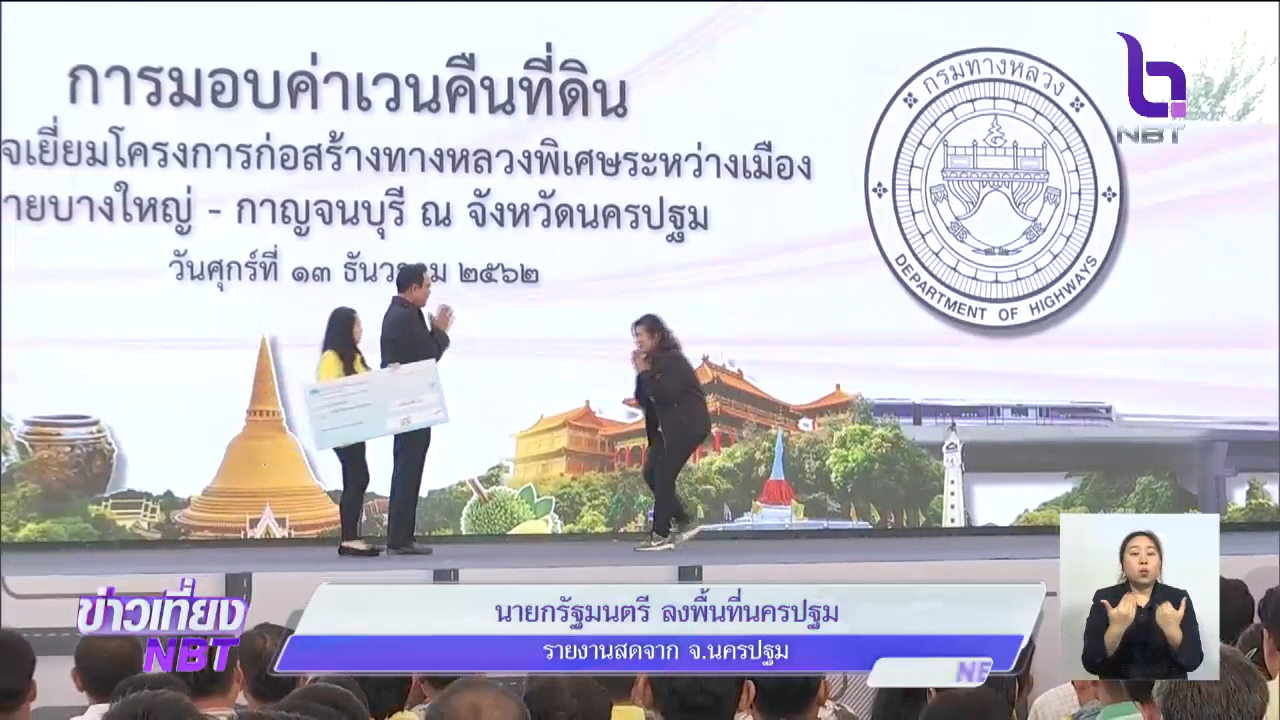 การมอบค่าเวนคืนที่ดิน
จเยี่ยมโครงการก่อสร้างทางหลวงพิเศษระหว่างเมือง
ายบางใหญ่ - กาญจนบุรี ณ จังหวัดนครปฐม
วันศุกร์ที่ ๑๓ ธันว ม ๒๕๖๒
กรมทางหลวง
DEPARTMENT OF HIGHWAYS
NBT
ข่าวเที่ยง
NBT
นายกรัฐมนตรี ลงพื้นที่นครปฐม
รายงานสดจาก จ.นครปฐม
NB